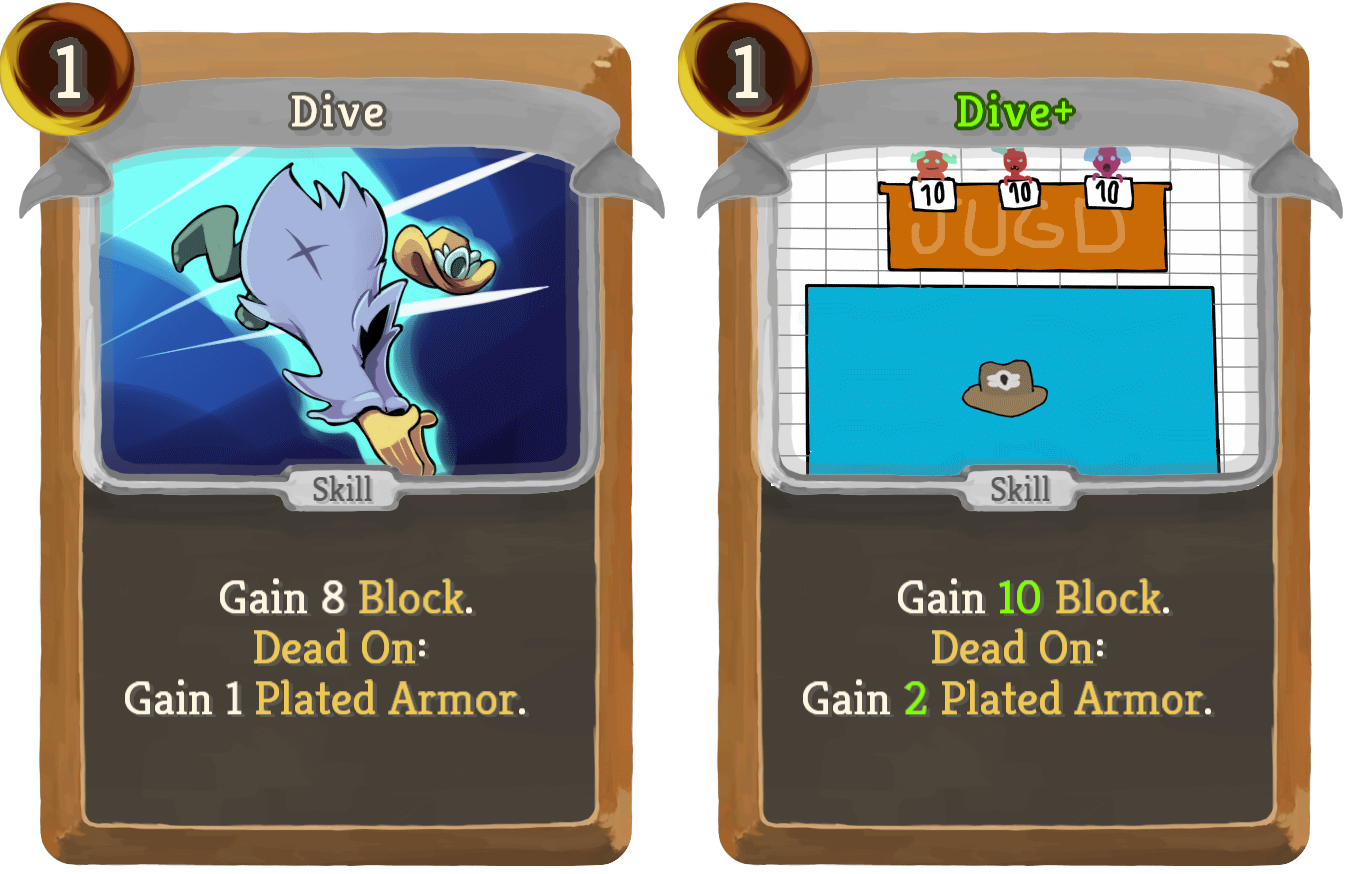 1
Dive
Skill
Gain 8 Block.
Dead On:
Gain 1 Plated Armor.
1
Dive+
10 10 10
JUGD
Skill
Gain 10 Block.
Dead On:
Gain 2 Plated Armor.